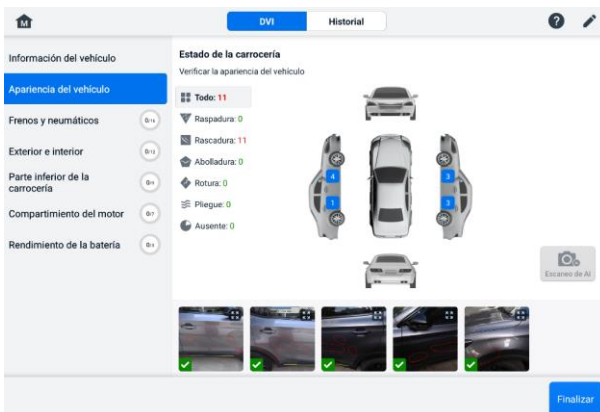 M
DVI
Historial
?
Información del vehículo
Apariencia del vehículo
Frenos y neumáticos
Exterior e interior
Parte inferior de la
carrocería
Compartimiento del motor
Rendimiento de la batería
Estado de la carrocería
Verificar la apariencia del vehículo
Todo: 11
Raspadura: 0
Rascadura: 11
Abolladura: 0
Rotura: 0
Pliegue: 0
Ausente: 0
4
3
1
3
Escaneo de AI
Finalizar